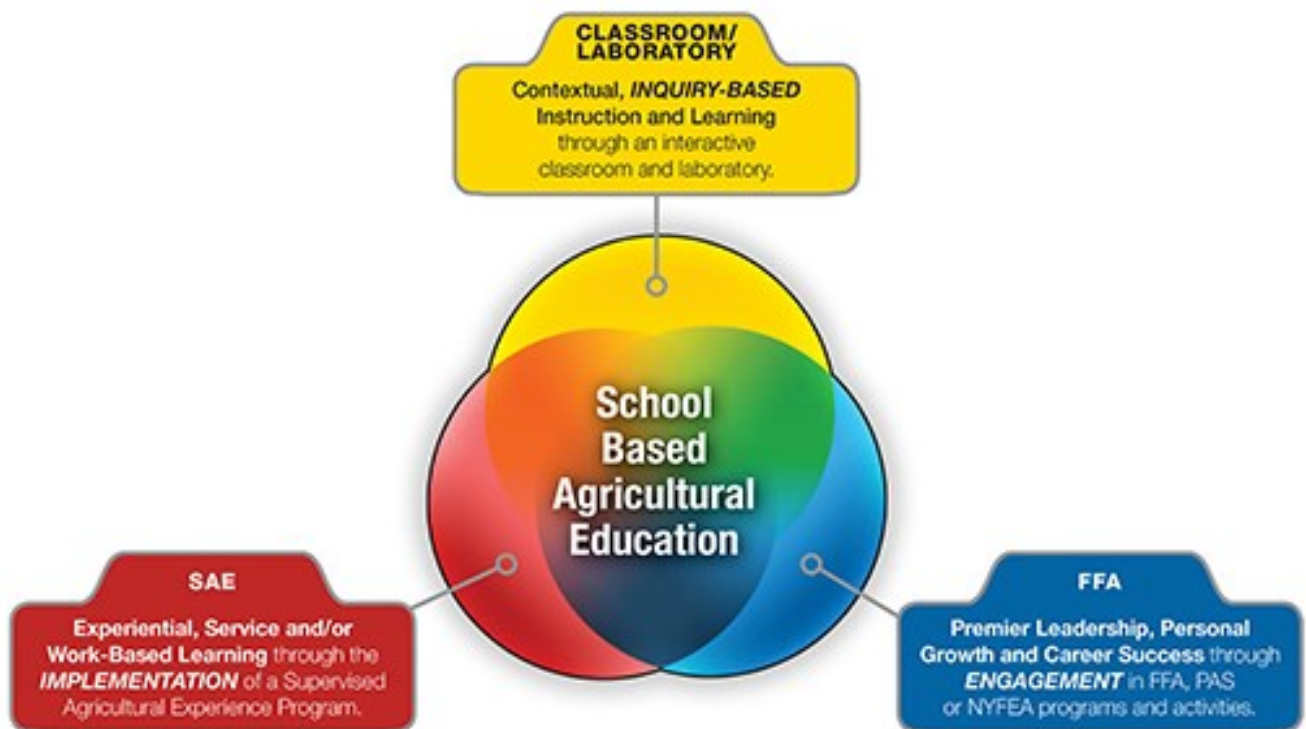 CLASSROOM/
LABORATORY
Contextual, INQUIRY-BASED
Instruction and Learning
through an interactive
classroom and laboratory.
School
Based
Agricultural
Education
SAE
Experiential, Service and/or
Work-Based Learning through the
IMPLEMENTATION of a Supervised
Agricultural Experience Program.
FFA
Premier Leadership, Personal
Growth and Career Success through
ENGAGEMENT in FFA, PAS
or NYFEA programs and activities.